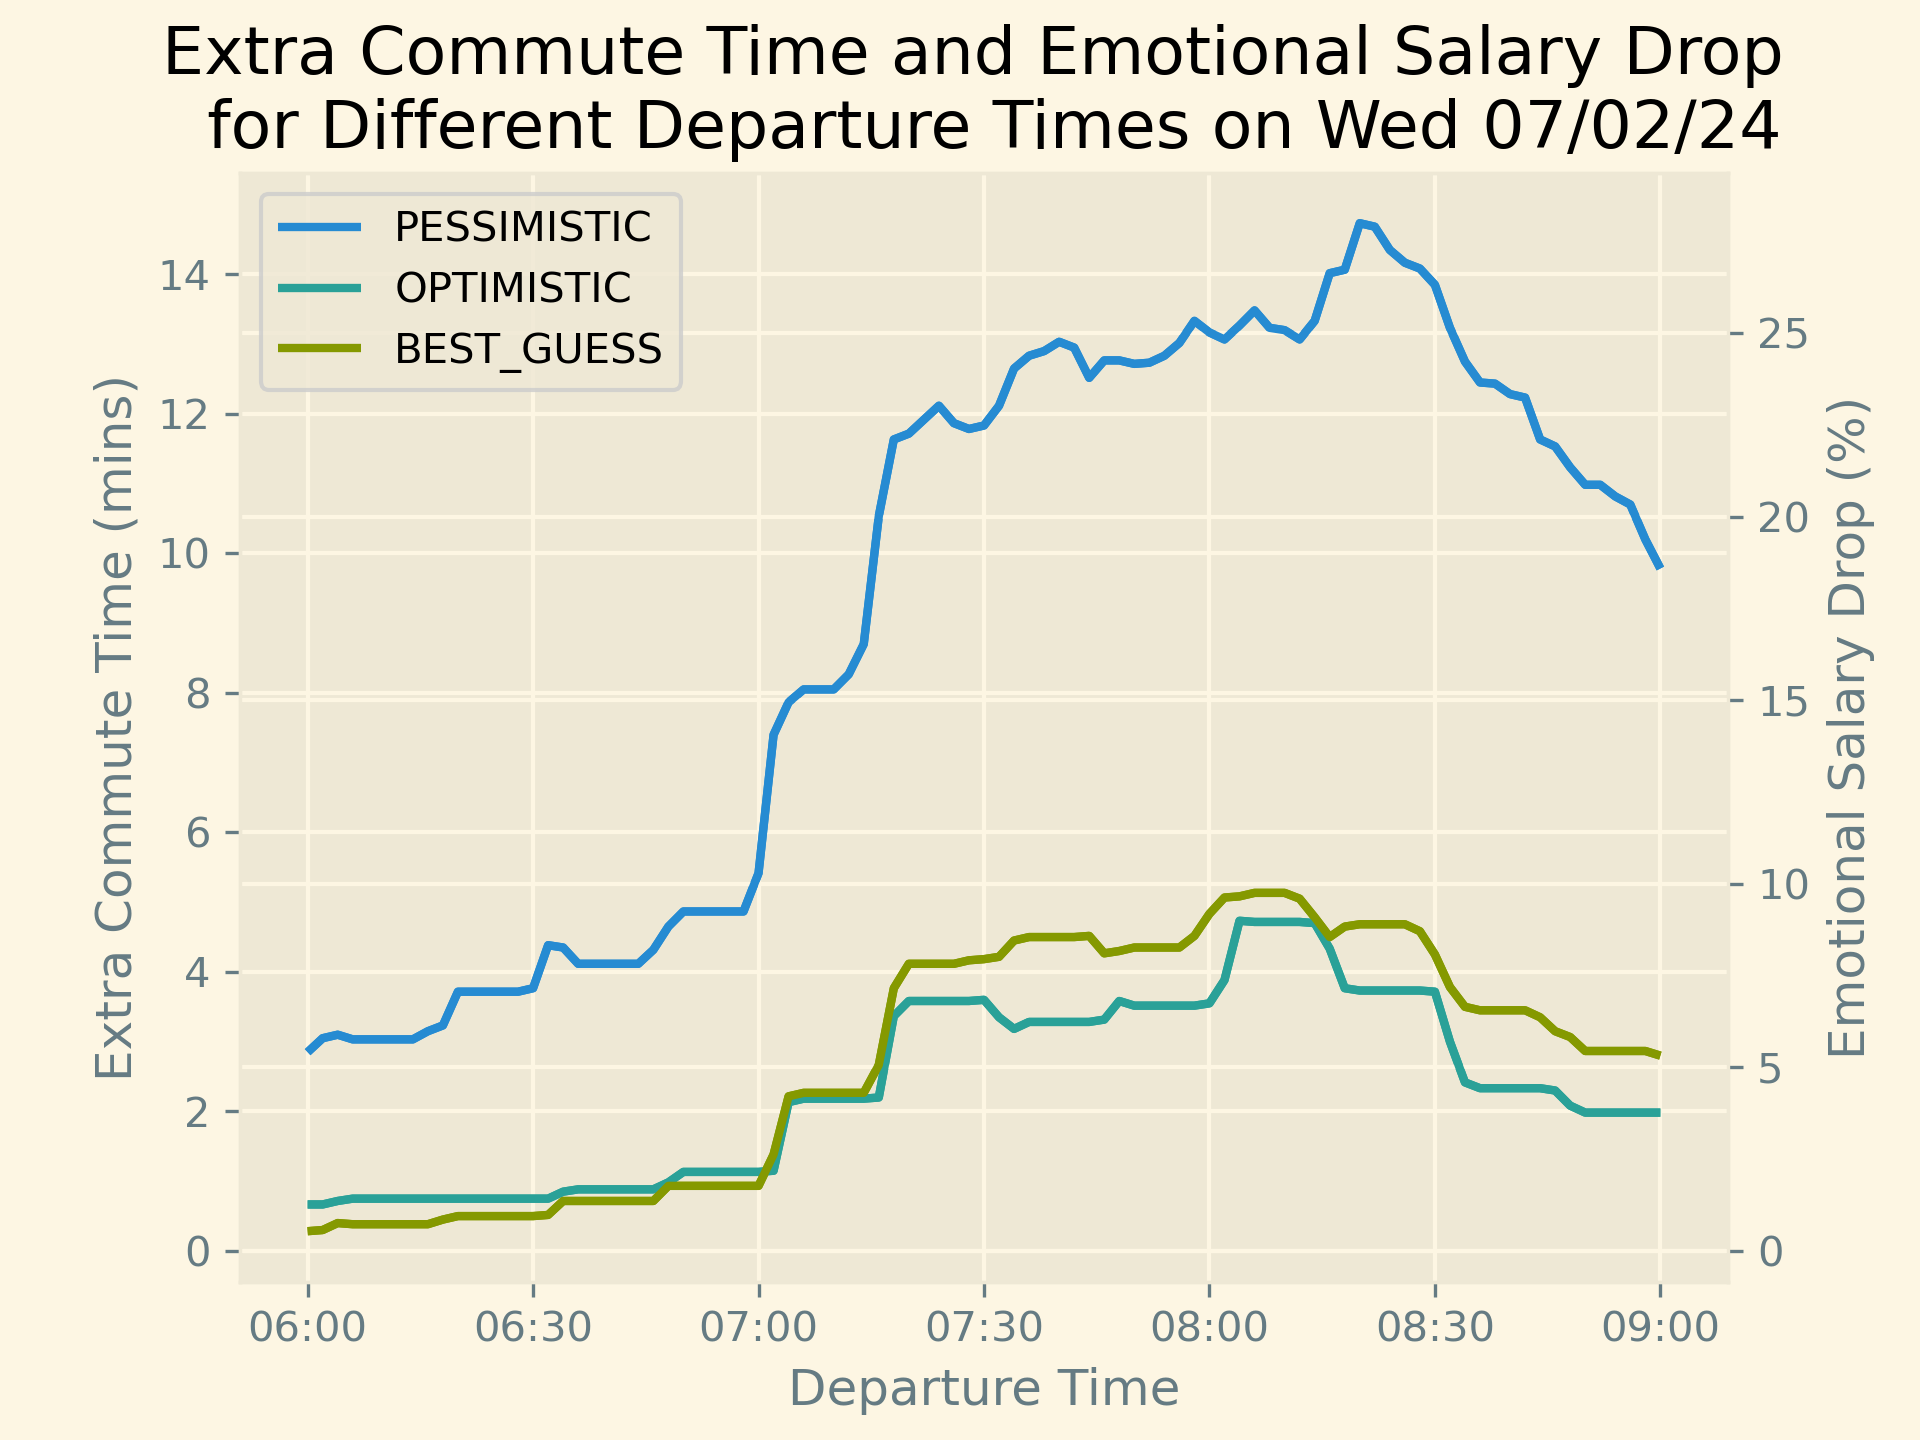 Extra Commute Time and Emotional Salary Drop
for Different Departure Times on Wed 07/02/24
PESSIMISTIC
OPTIMISTIC
BEST_GUESS
Extra Commute Time (mins)
14
12
10
8
6
4
2
0
25
20
15
10
5
0
Emotional Salary Drop (%)
06:00 06:30 07:00 07:30 08:00 08:30 09:00
Departure Time